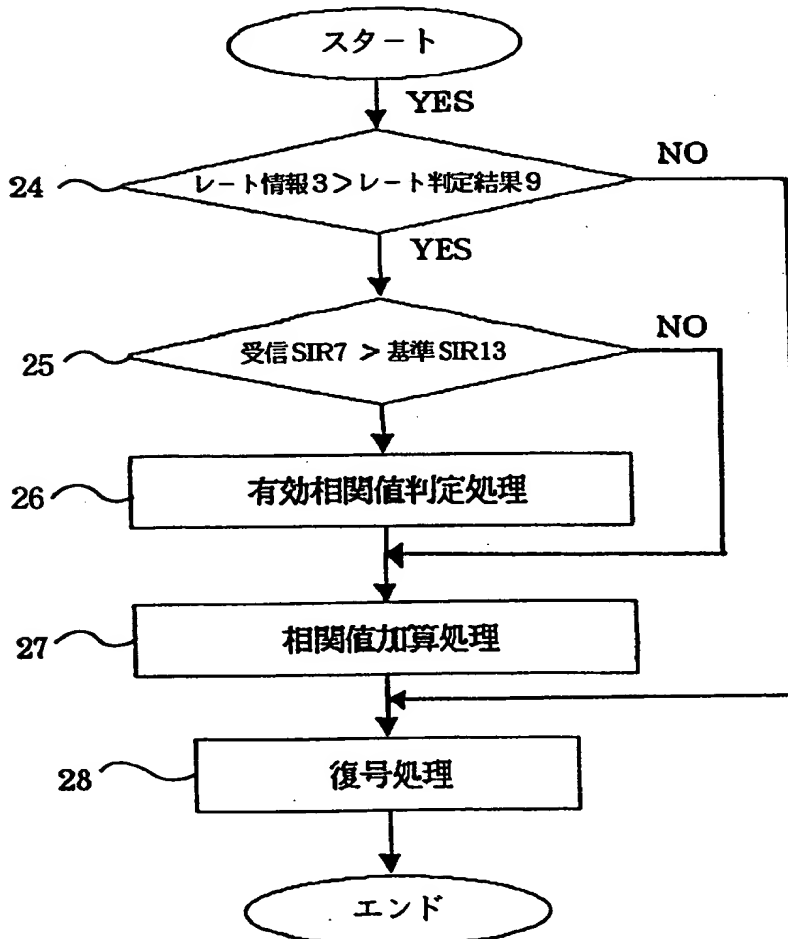 スタート
YES
NO
24
レート情報3＞レート判定結果9
YES
NO
25
受信SIR7 ＞ 基準SIR13
26
有効相関値判定処理
27
相関値加算処理
28
復号処理
エンド